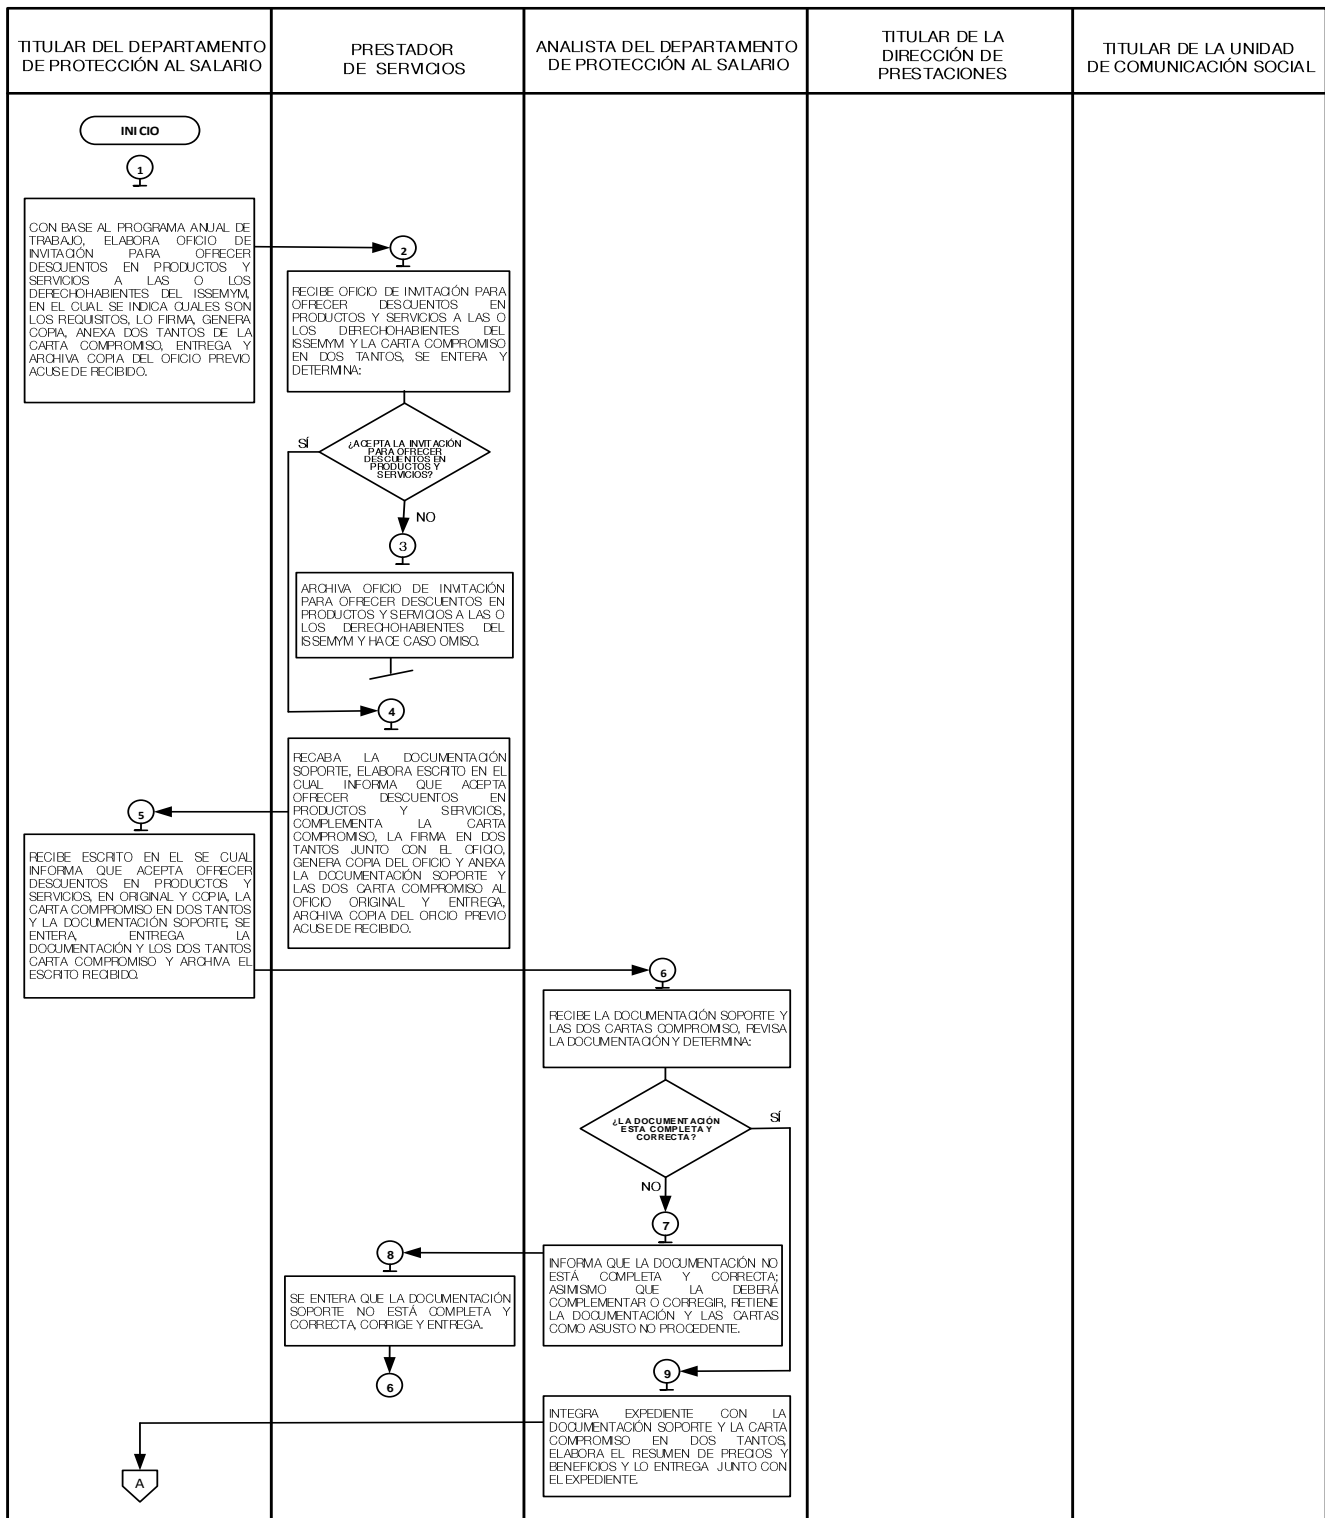 TITULAR DEL DEPARTAMENTO
DE PROTECCIÓN AL SALARIO
PRESTADOR
DE SERVICIOS
ANALISTA DEL DEPARTAMENTO
DE PROTECCIÓN AL SALARIO
TITULAR DE LA
DIRECCIÓN DE
PRESTACIONES
TITULAR DE LA UNIDAD
DE COMUNICACIÓN SOCIAL
INICIO
1
CON BASE AL PROGRAMA ANUAL DE
TRABAJO, ELABORA OFICIO DE
INVITACIÓN PARA OFRECER
DESCUENTOS EN PRODUCTOS Y
SERVICIOS A LAS O LOS
DERECHOHABIENTES DEL ISSEMYM,
EN EL CUAL SE INDICA CUALES SON
LOS REQUISITOS, LO FIRMA, GENERA
COPIA, ANEXA DOS TANTOS DE LA
CARTA COMPROMISO, ENTREGA Y
ARCHIVA COPIA DEL OFICIO PREVIO
ACUSE DE RECIBIDO.
2
RECIBE OFICIO DE INVITACIÓN PARA
OFRECER DESCUENTOS EN
PRODUCTOS Y SERVICIOS A LAS O
LOS DERECHOHABIENTES DEL
ISSEMYM Y LA CARTA COMPROMISO
EN DOS TANTOS, SE ENTERA Y
DETERMINA:
SÍ
¿ACEPTA LA INVITACIÓN
PARA OFRECER
DESCUENTOS EN
PRODUCTOS Y
SERVICIOS?
NO
3
ARCHIVA OFICIO DE INVITACIÓN
PARA OFRECER DESCUENTOS EN
PRODUCTOS Y SERVICIOS A LAS O
LOS DERECHOHABIENTES DEL
ISSEMYM Y HACE CASO OMISO.
4
RECABA LA DOCUMENTACIÓN
SOPORTE, ELABORA ESCRITO EN EL
CUAL INFORMA QUE ACEPTA
OFRECER DESCUENTOS EN
PRODUCTOS Y SERVICIOS,
COMPLEMENTA LA CARTA
COMPROMISO, LA FIRMA EN DOS
TANTOS JUNTO CON EL OFICIO,
GENERA COPIA DEL OFICIO Y ANEXA
LA DOCUMENTACIÓN SOPORTE Y
LAS DOS CARTA COMPROMISO AL
OFICIO ORIGINAL Y ENTREGA,
ARCHIVA COPIA DEL OFICIO PREVIO
ACUSE DE RECIBIDO.
5
RECIBE ESCRITO EN EL SE CUAL
INFORMA QUE ACEPTA OFRECER
DESCUENTOS EN PRODUCTOS Y
SERVICIOS, EN ORIGINAL Y COPIA, LA
CARTA COMPROMISO EN DOS TANTOS
Y LA DOCUMENTACIÓN SOPORTE, SE
ENTERA, ENTREGA LA
DOCUMENTACIÓN Y LOS DOS TANTOS
CARTA COMPROMISO Y ARCHIVA EL
ESCRITO RECIBIDO.
6
RECIBE LA DOCUMENTACIÓN SOPORTE Y
LAS DOS CARTAS COMPROMISO, REVISA
LA DOCUMENTACIÓN Y DETERMINA:
¿LA DOCUMENTACIÓN
ESTA COMPLETA Y
CORRECTA?
SÍ
NO
7
INFORMA QUE LA DOCUMENTACIÓN NO
ESTÁ COMPLETA Y CORRECTA;
ASIMISMO QUE LA DEBERÁ
COMPLEMENTAR O CORREGIR, RETIENE
LA DOCUMENTACIÓN Y LAS CARTAS
COMO ASUSTO NO PROCEDENTE.
8
SE ENTERA QUE LA DOCUMENTACIÓN
SOPORTE NO ESTÁ COMPLETA Y
CORRECTA, CORRIGE Y ENTREGA.
6
9
INTEGRA EXPEDIENTE CON LA
DOCUMENTACIÓN SOPORTE Y LA CARTA
COMPROMISO EN DOS TANTOS,
ELABORA EL RESUMEN DE PRECIOS Y
BENEFICIOS Y LO ENTREGA JUNTO CON
EL EXPEDIENTE.
A